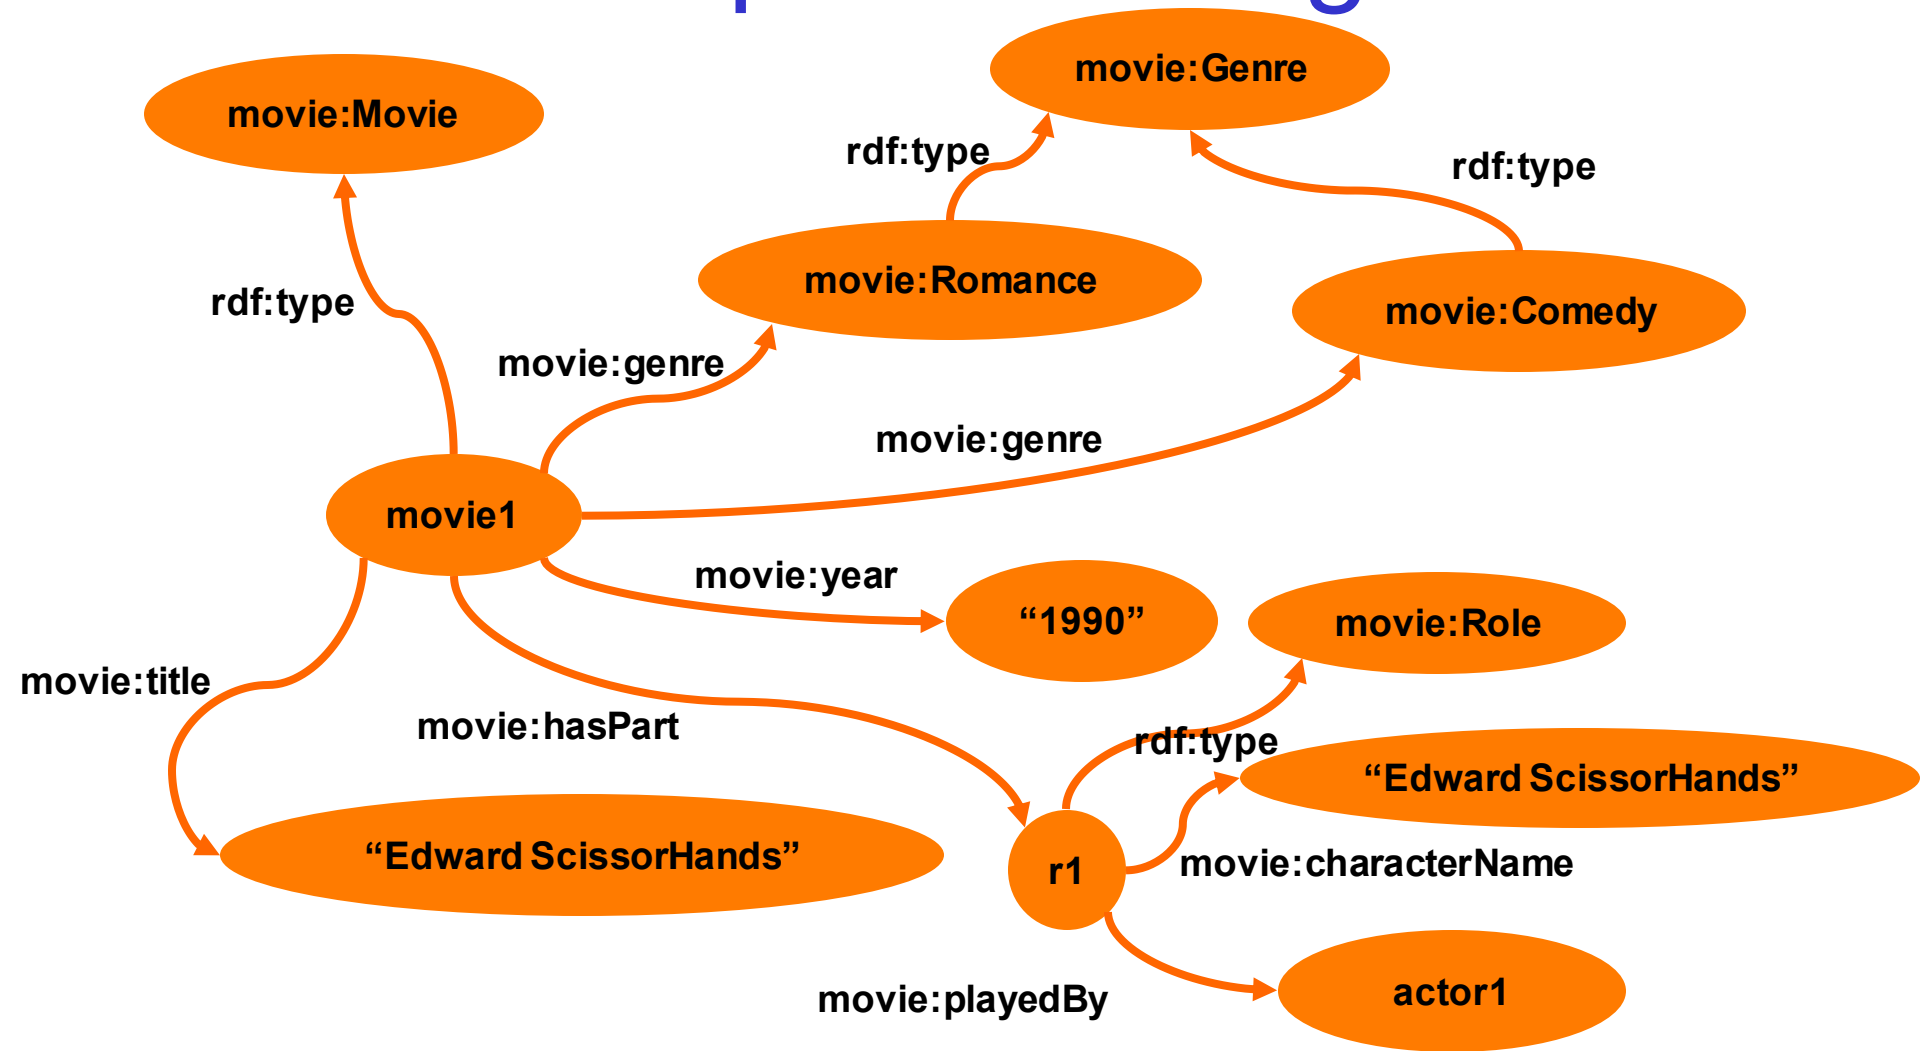 movie:Genre
movie:Movie
rdf:type
rdf:type
movie:Romance
rdf:type
movie:Comedy
movie:genre
movie:genre
movie1
movie:year
“1990”
movie:Role
movie:title
movie:hasPart
rdf:type
“Edward ScissorHands”
“Edward ScissorHands”
r1
movie:characterName
movie:playedBy
actor1